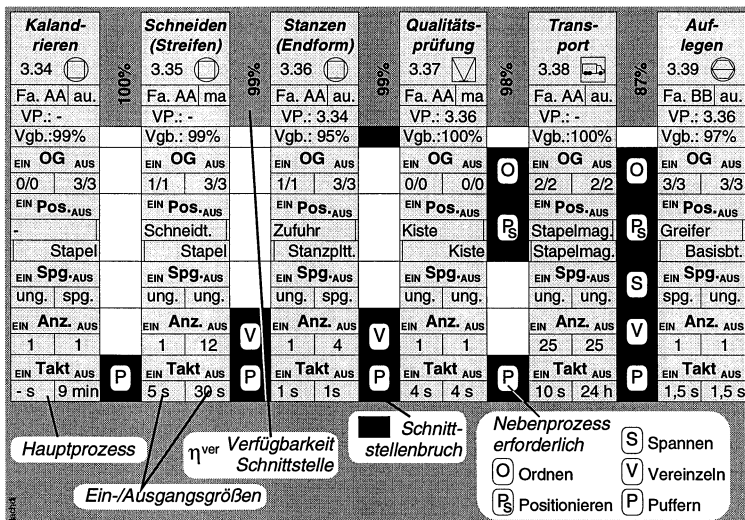 Kaland-
rieren
3.34
Fa. AA au.
VP.: -
Vgb.:99%
EIN OG AUS
0/0 3/3
EIN Pos. AUS
-
Stapel
EIN Spg. AUS
ung. spg.
EIN Anz. AUS
1 1
EIN Takt AUS
- s 9 min
100%
P
Schneiden
(Streifen)
3.35
Fa. AA ma
VP.: -
Vgb.: 99%
EIN OG AUS
1/1 3/3
EIN Pos. AUS
Schneidt.
Stapel
EIN Spg. AUS
ung. ung.
EIN Anz. AUS
1 12
EIN Takt AUS
5 s 30 s
99%
V
P
Stanzen
(Endform)
3.36
Fa. AA au.
VP.: 3.34
Vgb.: 95%
EIN OG AUS
1/1 3/3
EIN Pos. AUS
Zufuhr
Stanzpltt.
EIN Spg. AUS
ung. ung.
EIN Anz. AUS
1 4
EIN Takt AUS
1 s 1s
99%
V
P
Qualitäts-
prüfung
3.37
Fa. AA ma
VP.: 3.36
Vgb.:100%
EIN OG AUS
0/0 0/0
EIN Pos. AUS
Kiste
Kiste
EIN Spg. AUS
ung. ung.
EIN Anz. AUS
1 1
EIN Takt AUS
4 s 4 s
98%
O
PS
P
Trans-
port
3.38
Fa. AA au.
VP.: -
Vgb.:100%
EIN OG AUS
2/2 2/2
EIN Pos. AUS
Stapelmag.
Stapelmag.
EIN Spg. AUS
ung. ung.
EIN Anz. AUS
25 25
EIN Takt AUS
10 s 24 h
87%
O
PS
S
V
P
Auf-
legen
3.39
Fa. BB au.
VP.: 3.36
Vgb.: 97%
EIN OG AUS
3/3 3/3
EIN Pos. AUS
Greifer
Basisbt.
EIN Spg. AUS
spg. ung.
EIN Anz. AUS
1 1
EIN Takt AUS
1,5 s 1,5 s
Hauptprozess
Ein-/Ausgangsgrößen
ηver Verfügbarkeit
Schnittstelle
Schnitt-
stellenbruch
Nebenprozess
erforderlich
O Ordnen
PS Positionieren
S Spannen
V Vereinzeln
P Puffern